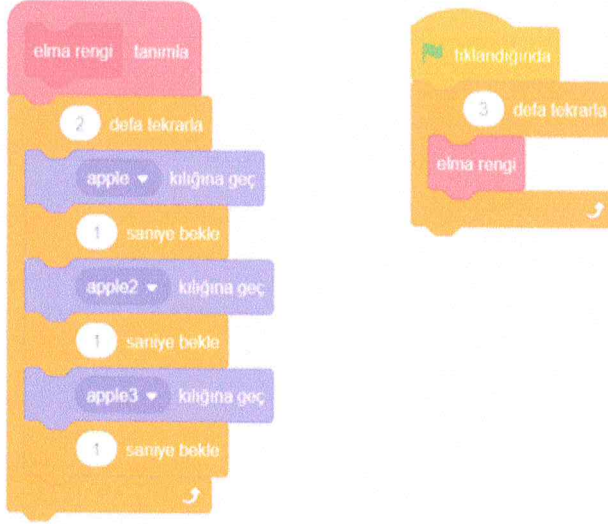 elma rengi tanımla
2 defa tekrarla
apple kılığına geç
1 saniye bekle
apple2 kılığına geç
1 saniye bekle
apple3 kılığına geç
1 saniye bekle
tıklandığında
3 defa tekrarla
elma rengi